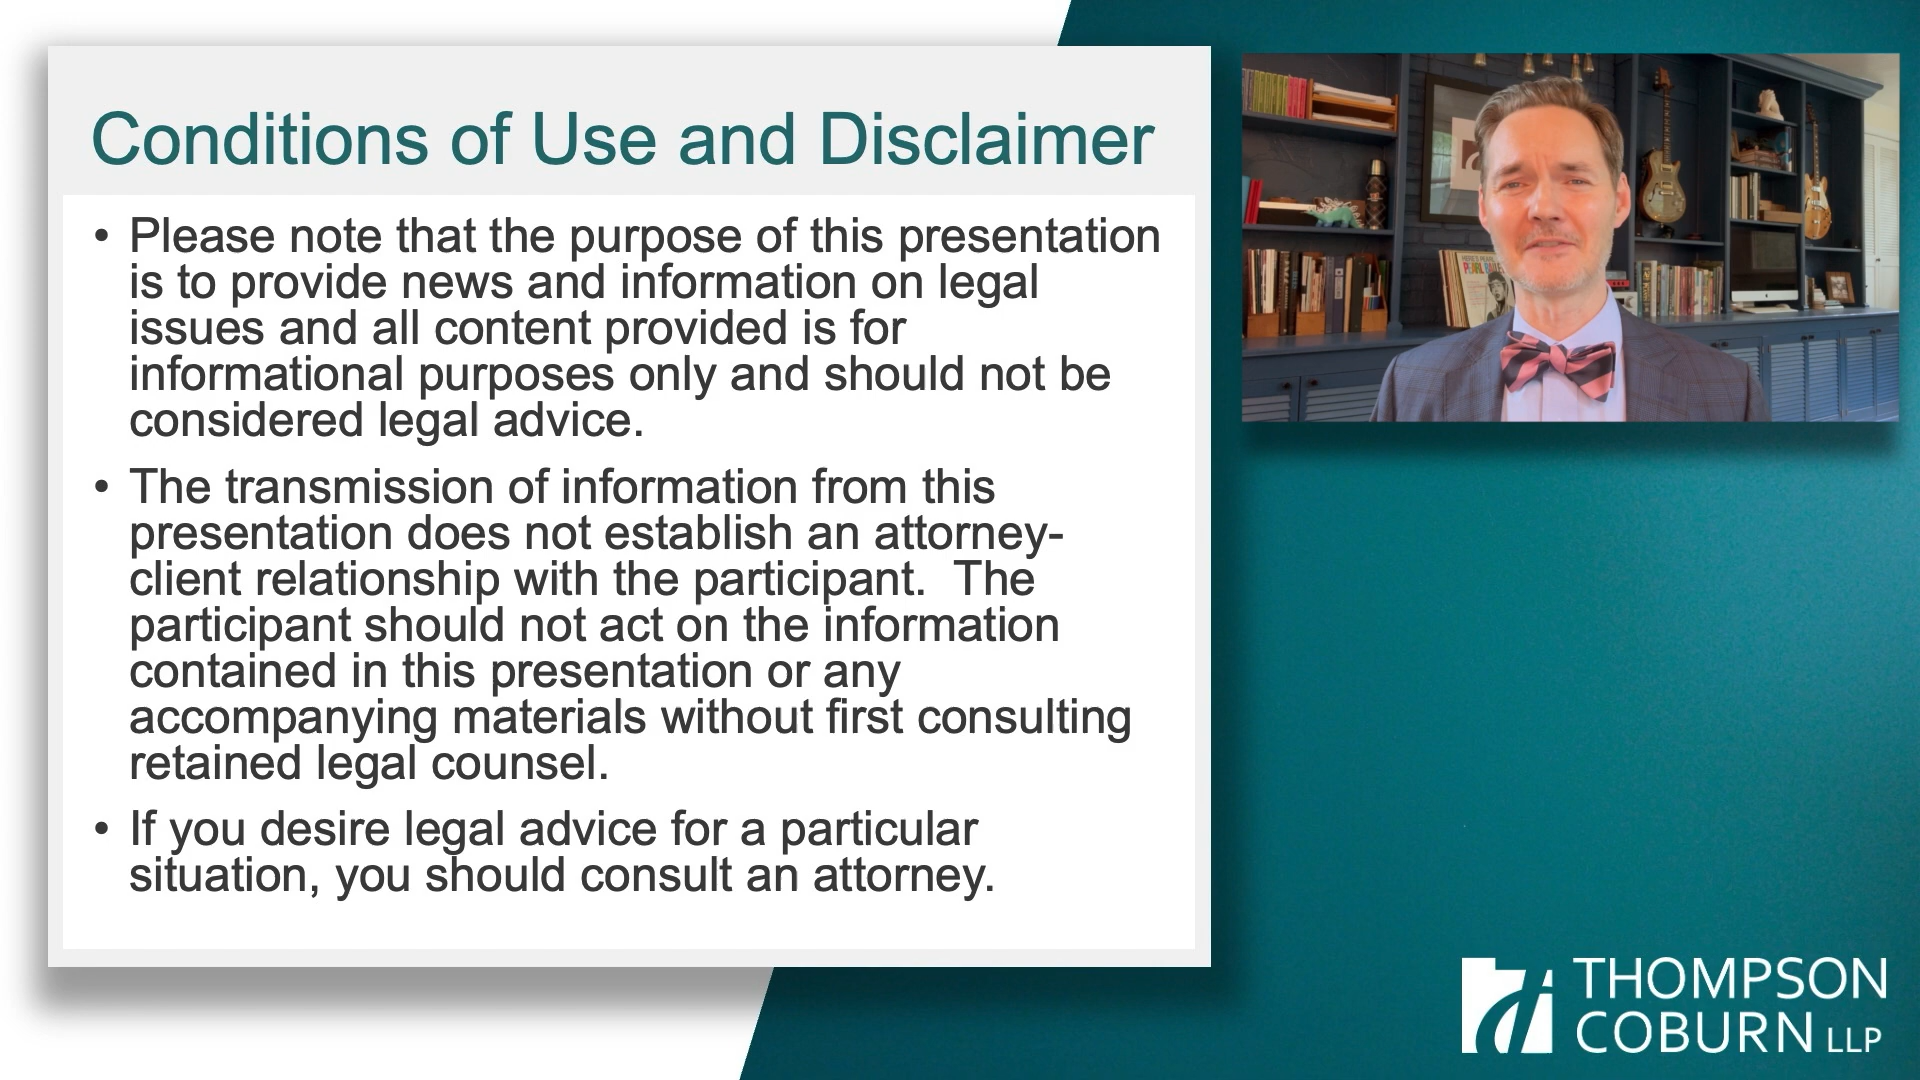 Conditions of Use and Disclaimer
• Please note that the purpose of this presentation
is to provide news and information on legal
issues and all content provided is for
informational purposes only and should not be
considered legal advice.
• The transmission of information from this
presentation does not establish an attorney-
client relationship with the participant.  The
participant should not act on the information
contained in this presentation or any
accompanying materials without first consulting
retained legal counsel.
• If you desire legal advice for a particular
situation, you should consult an attorney.
HERE'S PEARL
PEARL BAILEY
THOMPSON
COBURN LLP